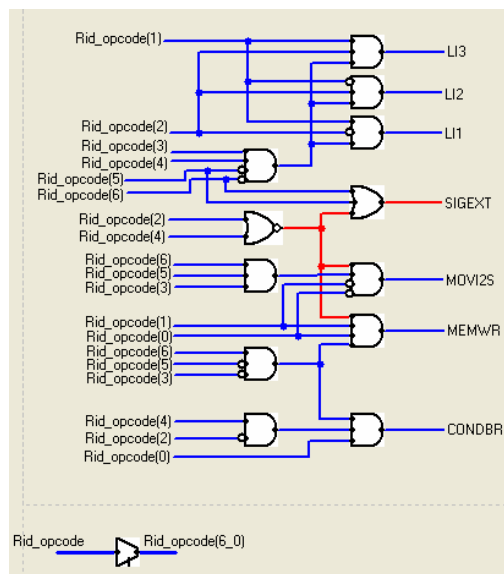 Rid_opcode(1)
LI3
LI2
Rid_opcode(2)
LI1
Rid_opcode(3)
Rid_opcode(4)
Rid_opcode(5)
Rid_opcode(6)
SIGEXT
Rid_opcode(2)
Rid_opcode(4)
Rid_opcode(6)
Rid_opcode(5)
MOVI2S
Rid_opcode(3)
Rid_opcode(1)
Rid_opcode(0)
MEMWR
Rid_opcode(6)
Rid_opcode(5)
Rid_opcode(3)
Rid_opcode(4)
CONDBR
Rid_opcode(2)
Rid_opcode(0)
Rid_opcode
Rid_opcode(6_0)